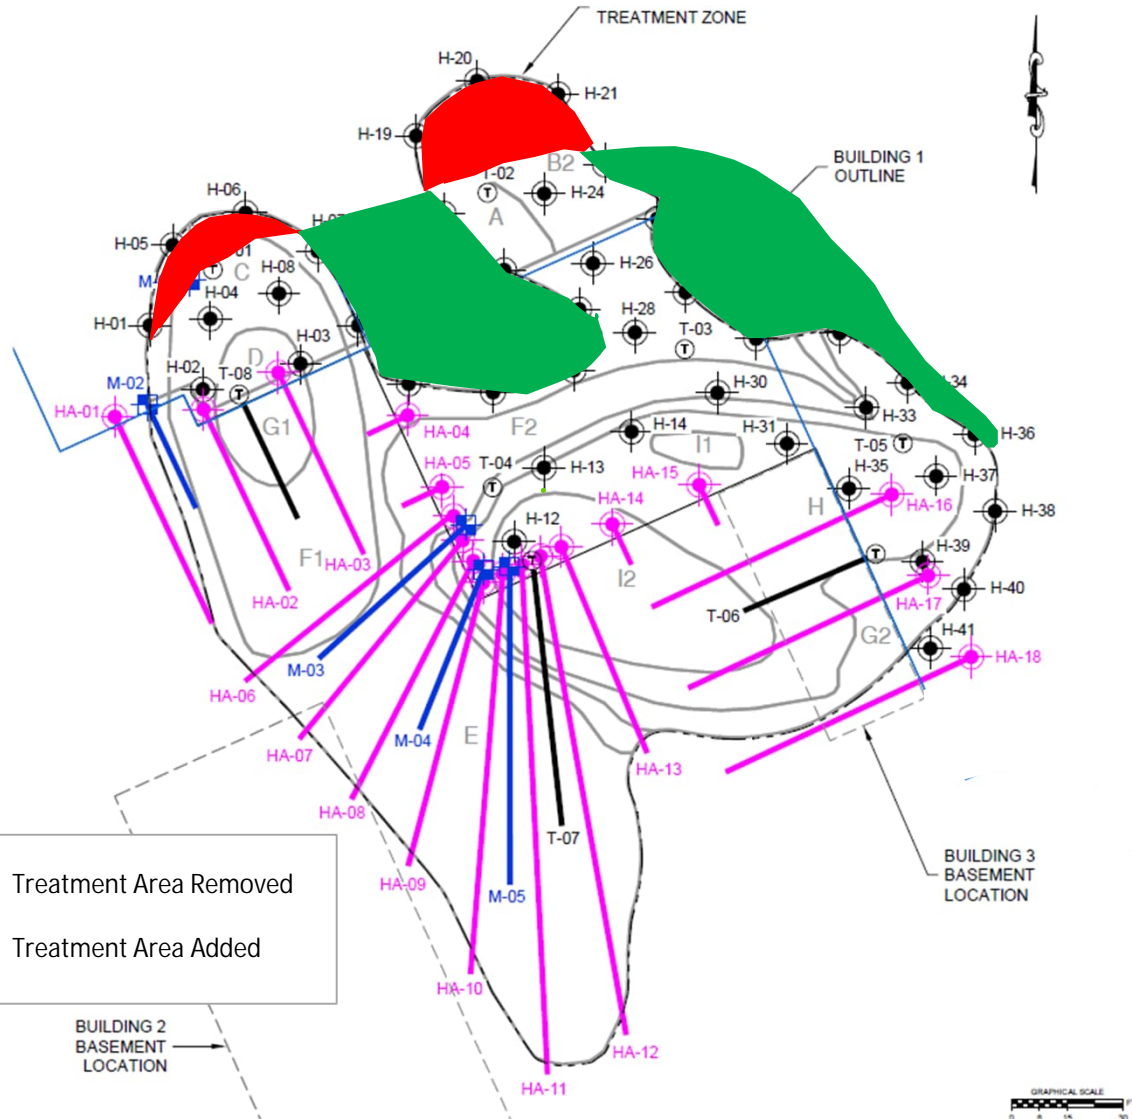 TREATMENT ZONE
H-20
H-21
H-19
B2
BUILDING 1
OUTLINE
T-02
H-24
H-06
A
H-05
C
H-08
H-26
H-04
H-01
H-28
T-03
H-03
D
M-02
H-02
T-08
H-30
HA-01
H-33
G1
HA-04
F2
H-14
H-31
I1
T-05
H-36
HA-05
T-04
H-13
HA-15
H-35
H-37
HA-14
H
HA-16
H-38
H-12
F1
HA-03
I2
H-39
HA-02
HA-17
H-40
T-06
G2
H-41
M-03
HA-18
HA-06
M-04
E
HA-07
HA-13
HA-08
T-07
BUILDING 3
BASEMENT
LOCATION
HA-09
M-05
Treatment Area Removed
Treatment Area Added
HA-10
BUILDING 2
BASEMENT
LOCATION
HA-12
HA-11
GRAPHICAL SCALE
0 8 15 30